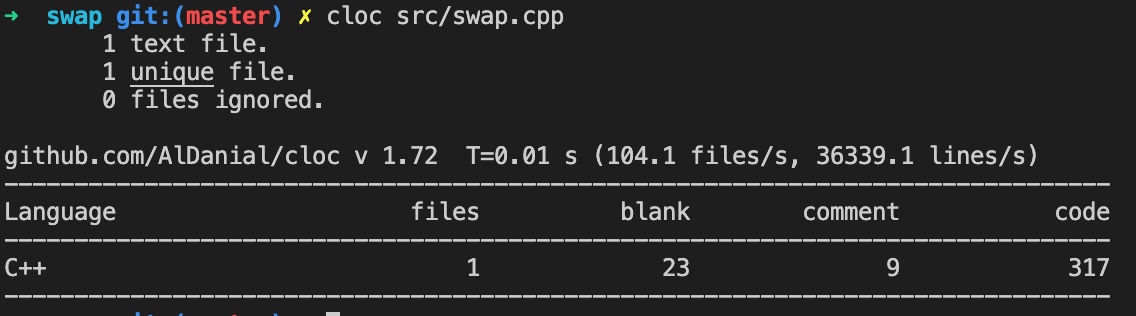 ➜ swap git:(master) ✗ cloc src/swap.cpp
1 text file.
1 unique file.
0 files ignored.
github.com/AlDanial/cloc v 1.72 T=0.01 s (104.1 files/s, 36339.1 lines/s)
Language files blank comment code
C++ 1 23 9 317